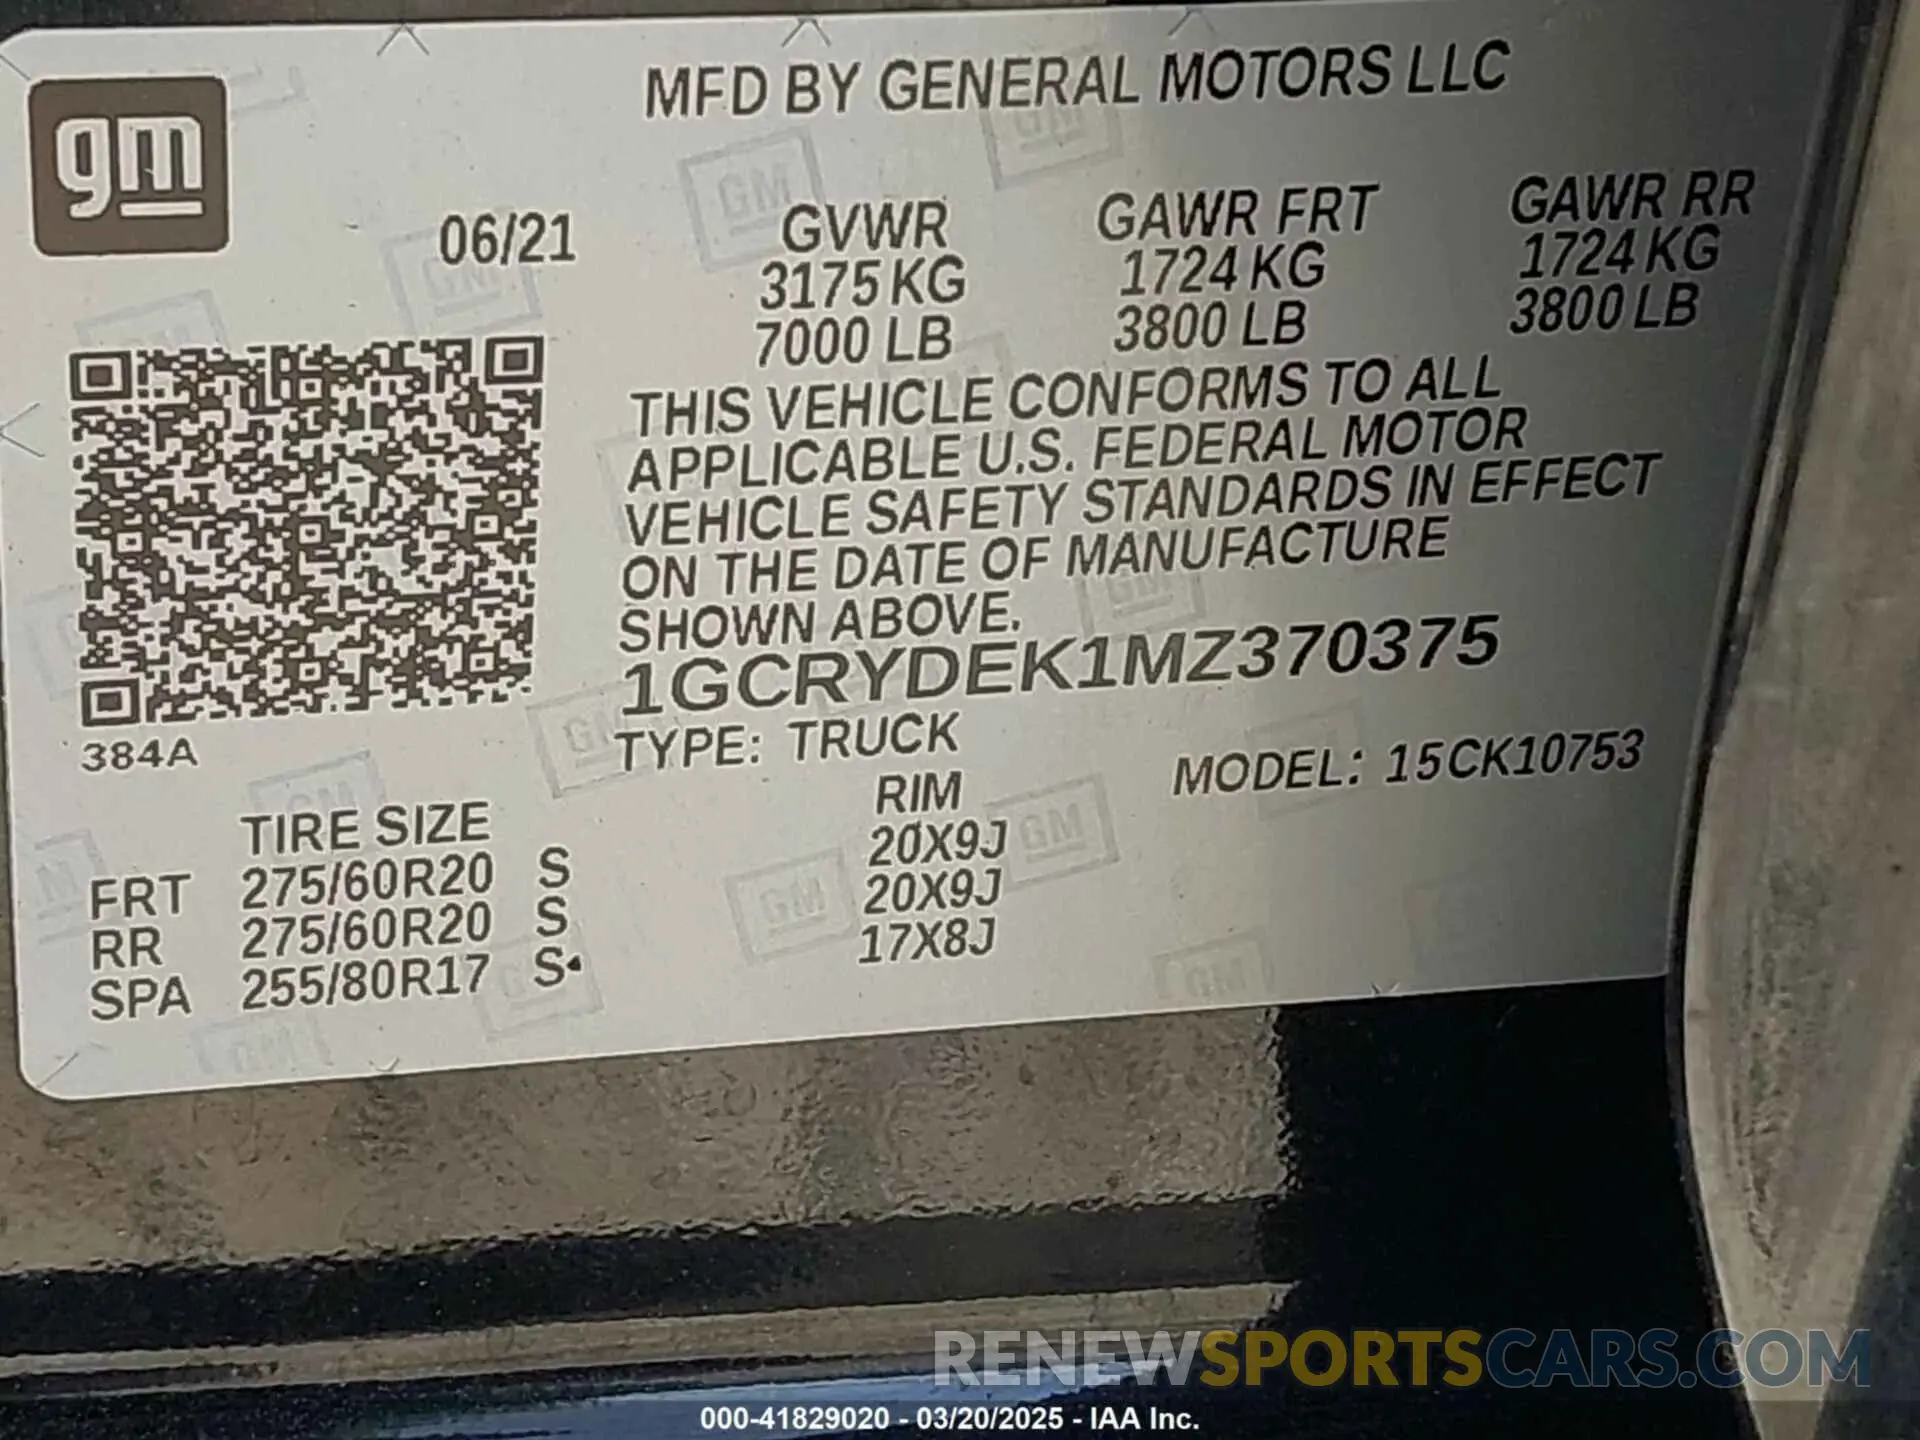 MFD BY GENERAL MOTORS LLC
gm
06/21
GVWR GAWR FRT GAWR RR
3175 KG 1724 KG 1724 KG
7000 LB 3800 LB 3800 LB
THIS VEHICLE CONFORMS TO ALL
APPLICABLE U.S. FEDERAL MOTOR
VEHICLE SAFETY STANDARDS IN EFFECT
ON THE DATE OF MANUFACTURE
SHOWN ABOVE.
1GCRYDEK1MZ370375
384A
TYPE: TRUCK MODEL: 15CK10753
TIRE SIZE RIM
FRT 275/60R20 S 20X9J
RR 275/60R20 S 20X9J
SPA 255/80R17 S 17X8J
RENEWSPORTSCARS.COM
000-41829020 - 03/20/2025 - IAA Inc.